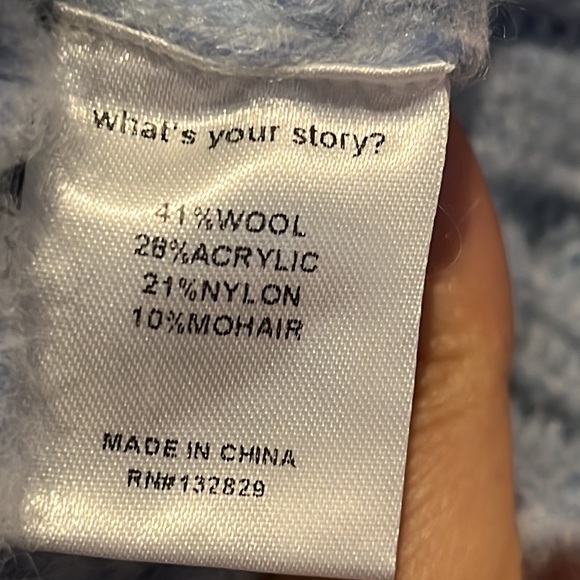 what's your story?
41%WOOL
28%ACRYLIC
21%NYLON
10%MOHAIR
MADE IN CHINA
RN#132829